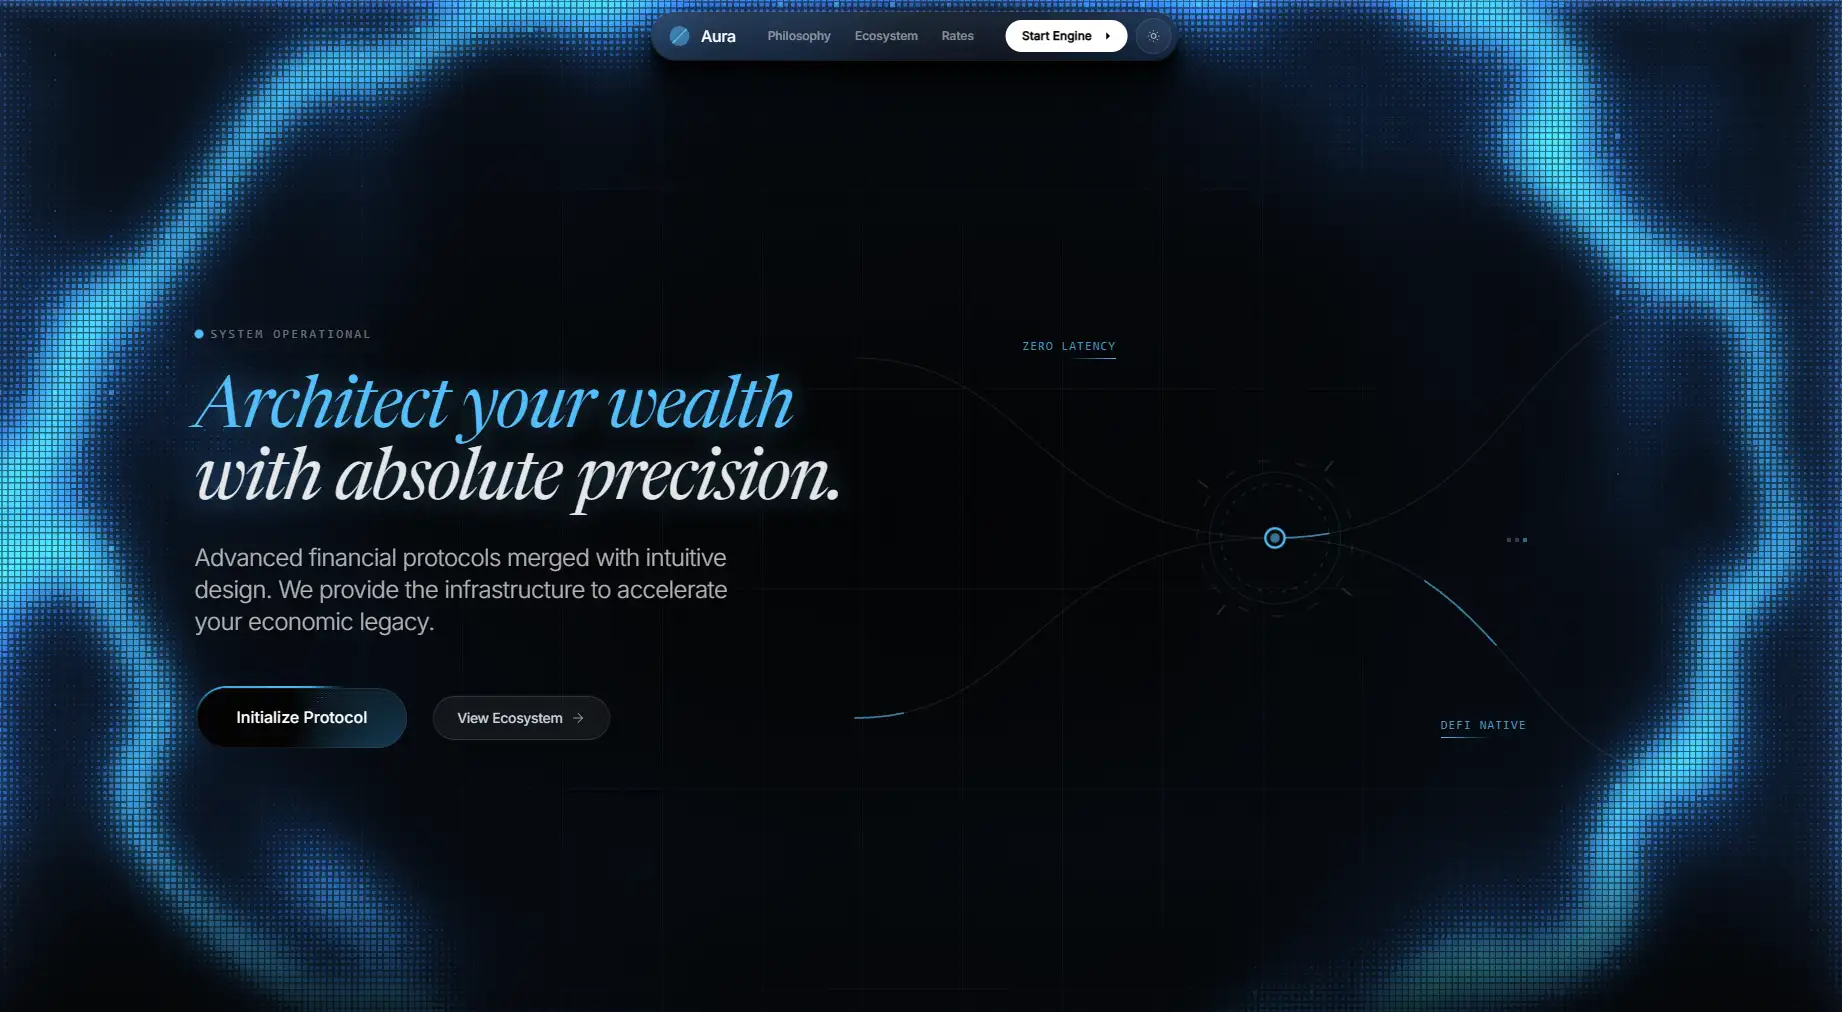 Aura
Philosophy
Ecosystem
Rates
Start Engine
SYSTEM OPERATIONAL
Architect your wealth
with absolute precision.
Advanced financial protocols merged with intuitive
design. We provide the infrastructure to accelerate
your economic legacy.
Initialize Protocol
View Ecosystem
ZERO LATENCY
DEFI NATIVE